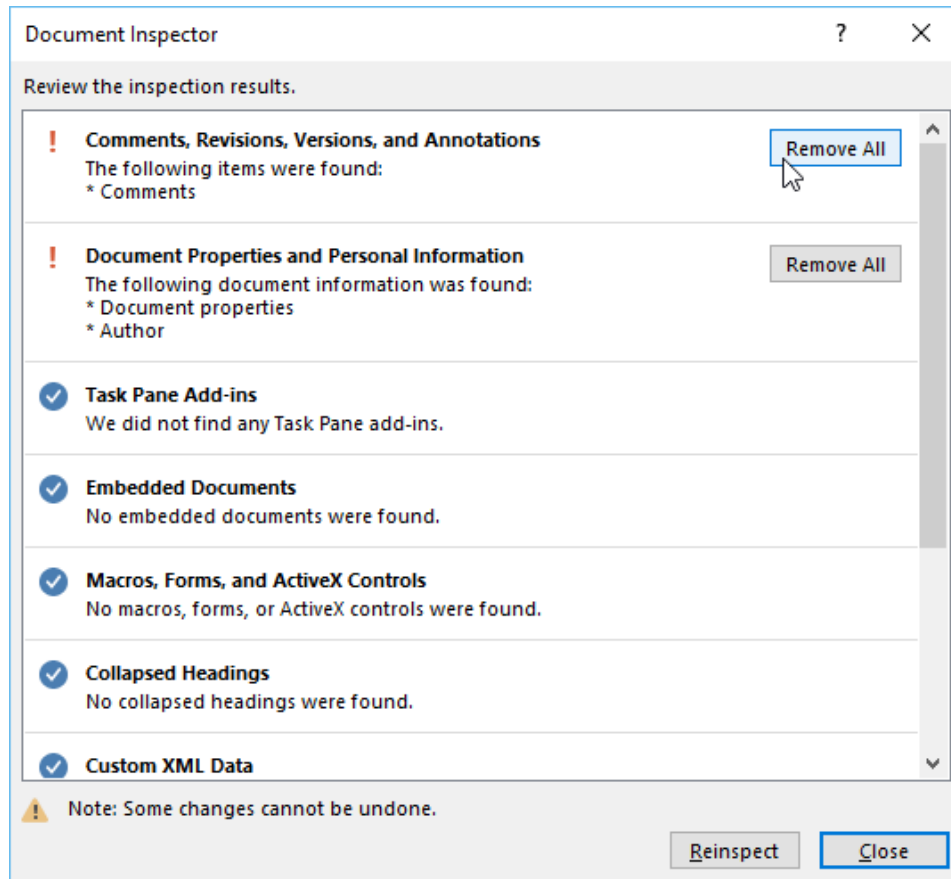 Document Inspector
?
Review the inspection results.
! Comments, Revisions, Versions, and Annotations
Remove All
The following items were found:
* Comments
! Document Properties and Personal Information
Remove All
The following document information was found:
* Document properties
* Author
Task Pane Add-ins
We did not find any Task Pane add-ins.
Embedded Documents
No embedded documents were found.
Macros, Forms, and ActiveX Controls
No macros, forms, or ActiveX controls were found.
Collapsed Headings
No collapsed headings were found.
Custom XML Data
Note: Some changes cannot be undone.
Reinspect
Close